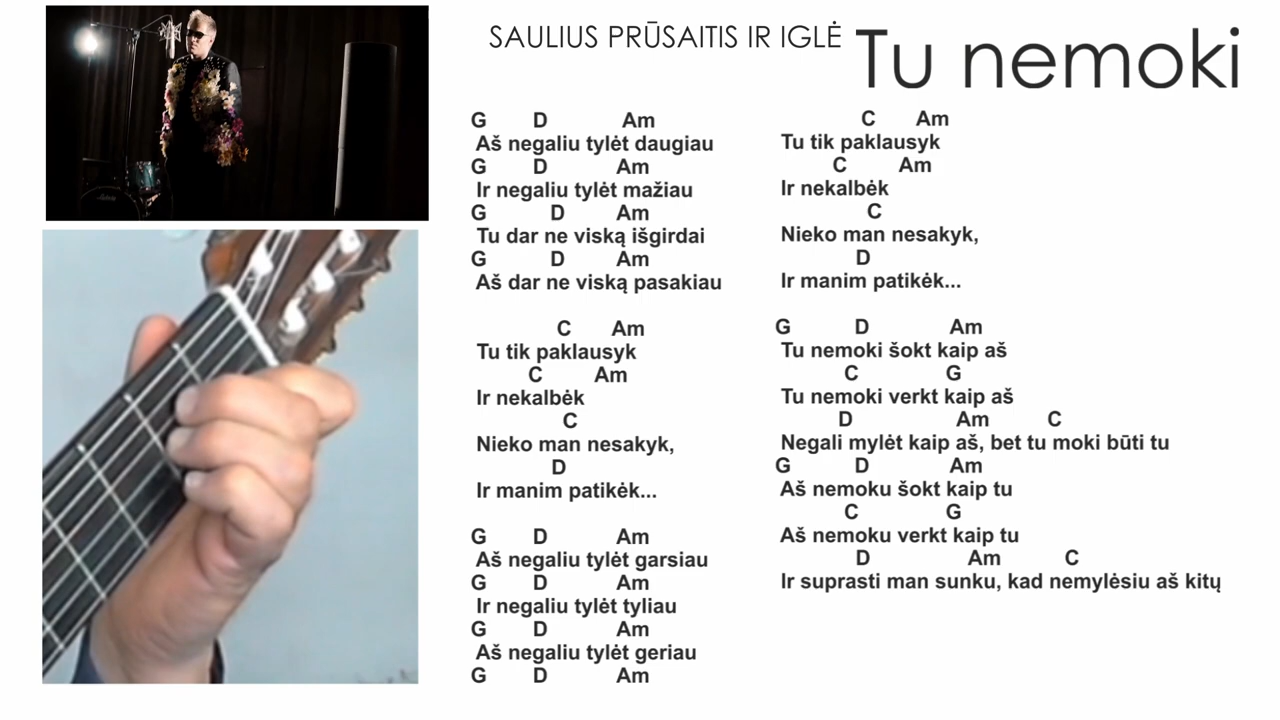 SAULIUS PRŪSAITIS IR IGLĖ
Tu nemoki
G D Am
Aš negaliu tylėt daugiau
G D Am
Ir negaliu tylėt mažiau
G D Am
Tu dar ne viską išgirdai
G D Am
Aš dar ne viską pasakiau
C Am
Tu tik paklausyk
C Am
Ir nekalbėk
C
Nieko man nesakyk,
D
Ir manim patikėk...
G D Am
Aš negaliu tylėt garsiau
G D Am
Ir negaliu tylėt tyliau
G D Am
Aš negaliu tylėt geriau
G D Am
C Am
Tu tik paklausyk
C Am
Ir nekalbėk
C
Nieko man nesakyk,
D
Ir manim patikėk...
G D Am
Tu nemoki šokt kaip aš
C G
Tu nemoki verkt kaip aš
D Am C
Negali mylėt kaip aš, bet tu moki būti tu
G D Am
Aš nemoku šokt kaip tu
C G
Aš nemoku verkt kaip tu
D Am C
Ir suprasti man sunku, kad nemylėsiu aš kitų